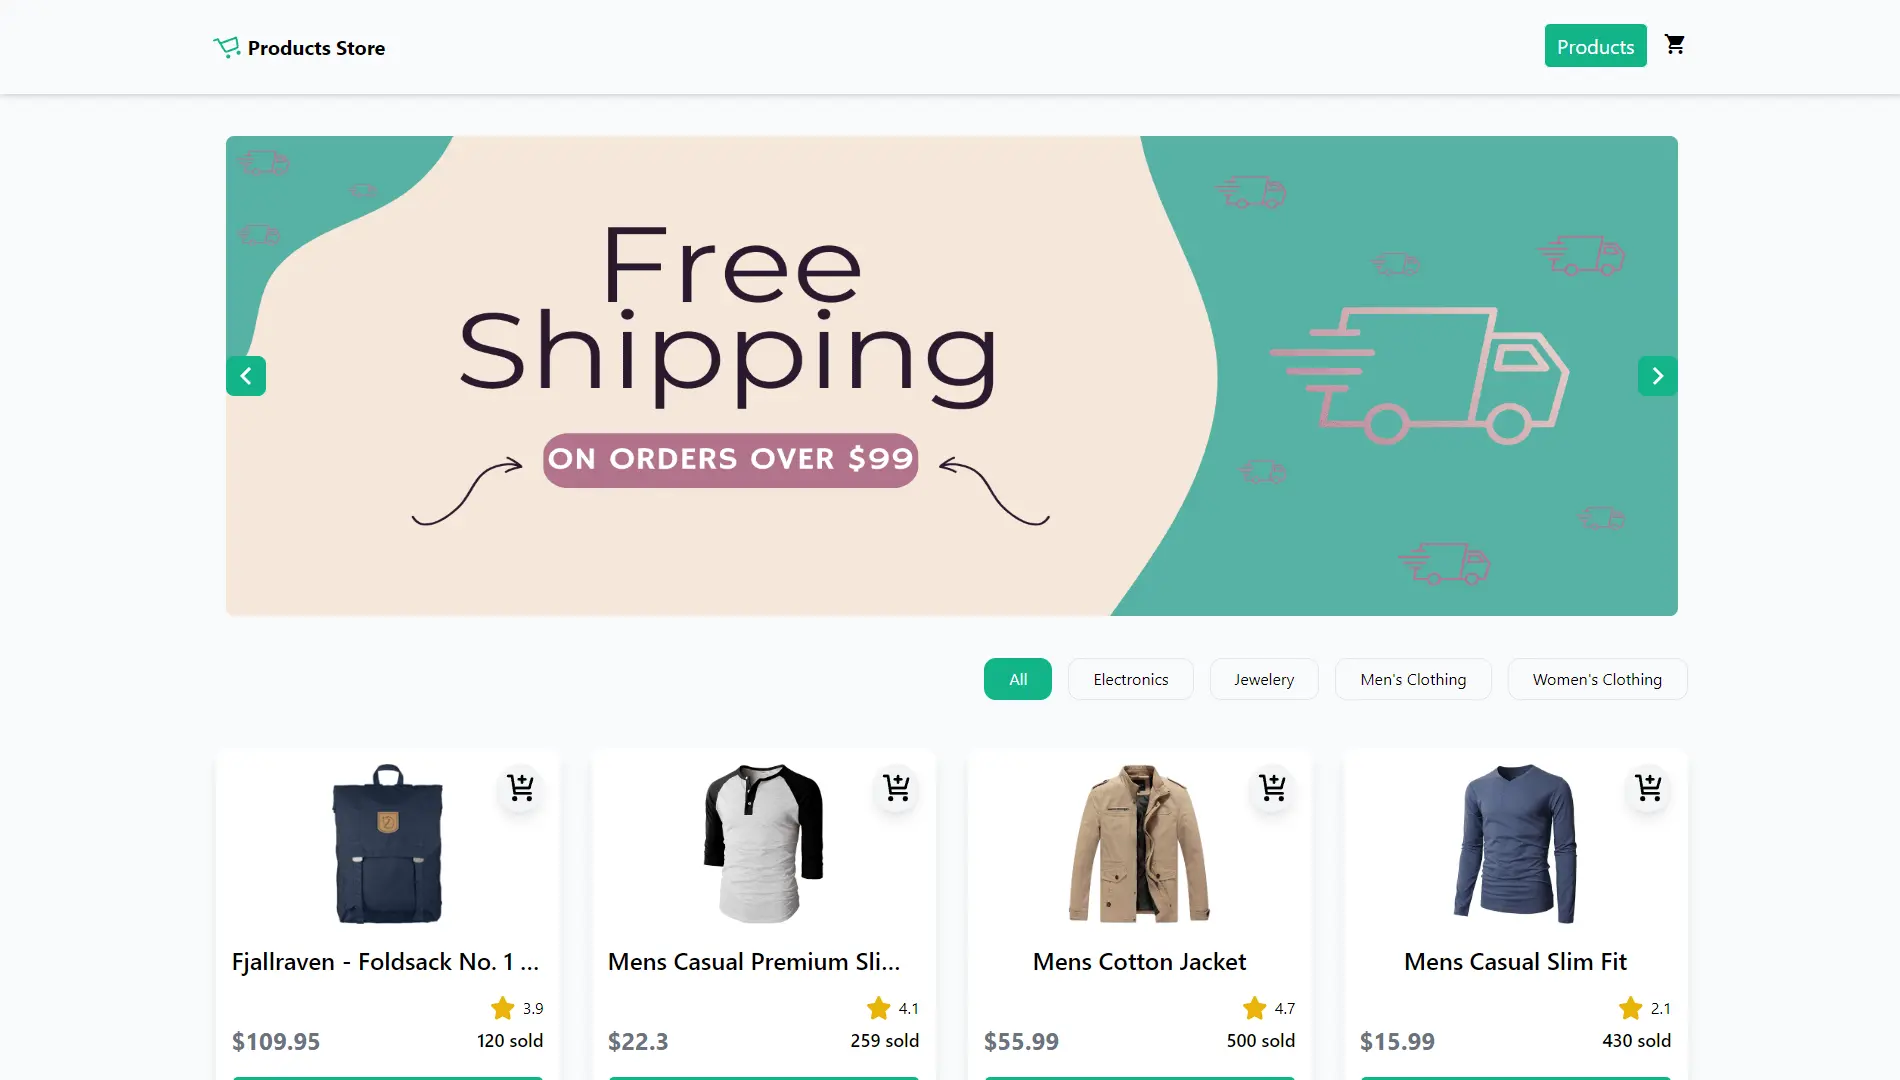 Products Store
Products
Free
Shipping
ON ORDERS OVER $99
All
Electronics
Jewelery
Men's Clothing
Women's Clothing
Fjallraven - Foldsack No. 1 ...
3.9
$109.95
120 sold
Mens Casual Premium Sli...
4.1
$22.3
259 sold
Mens Cotton Jacket
4.7
$55.99
500 sold
Mens Casual Slim Fit
2.1
$15.99
430 sold